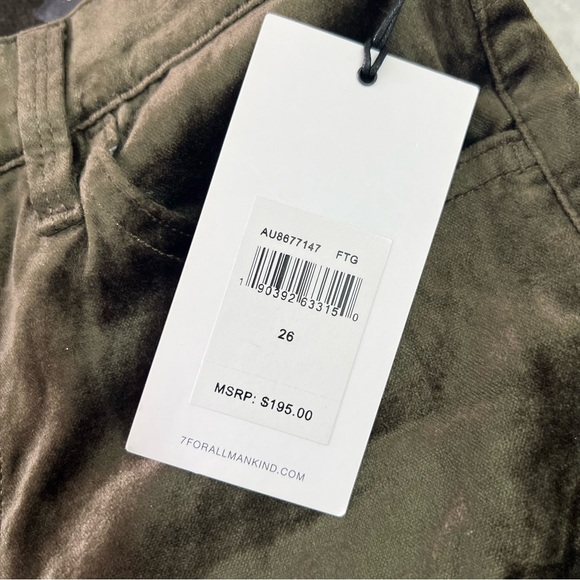 AU8677147 FTG
1 90392 63315 0
26
MSRP: $195.00
7FORALLMANKIND.COM